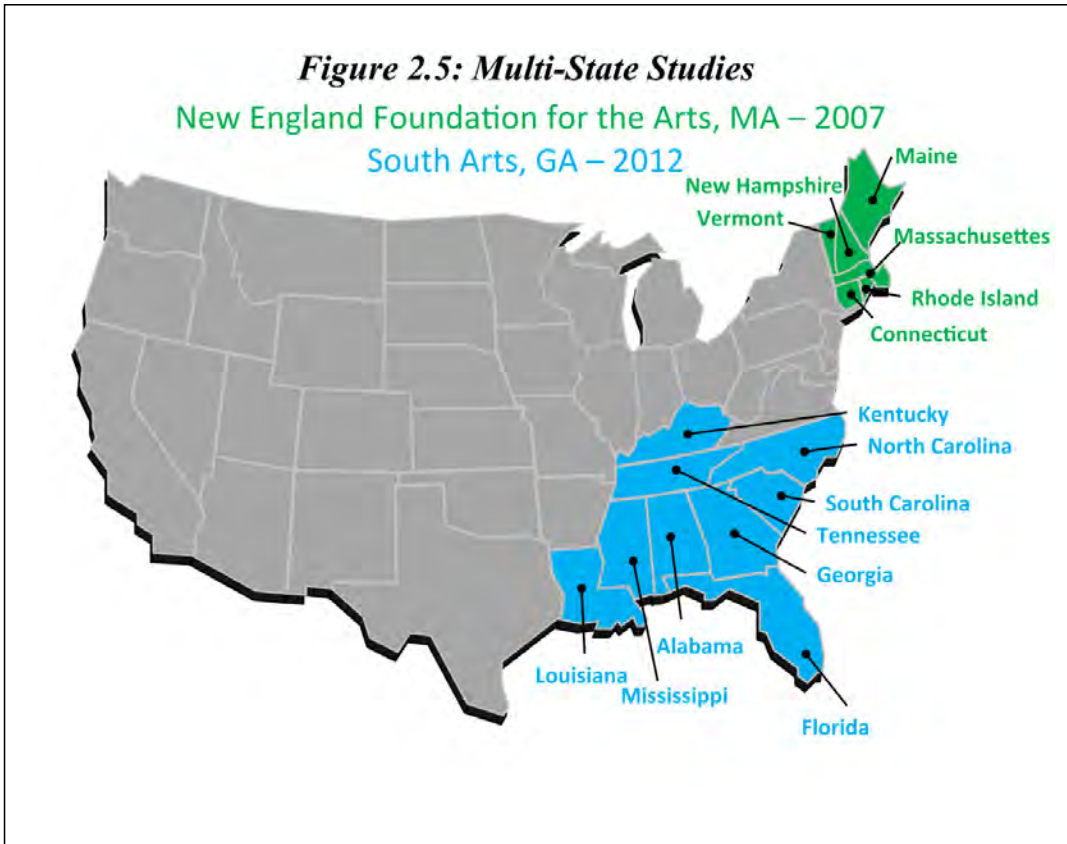 Figure 2.5: Multi-State Studies
New England Foundation for the Arts, MA – 2007
South Arts, GA – 2012
Maine
New Hampshire
Vermont
Massachusettes
Rhode Island
Connecticut
Kentucky
North Carolina
South Carolina
Tennessee
Georgia
Alabama
Louisiana
Mississippi
Florida